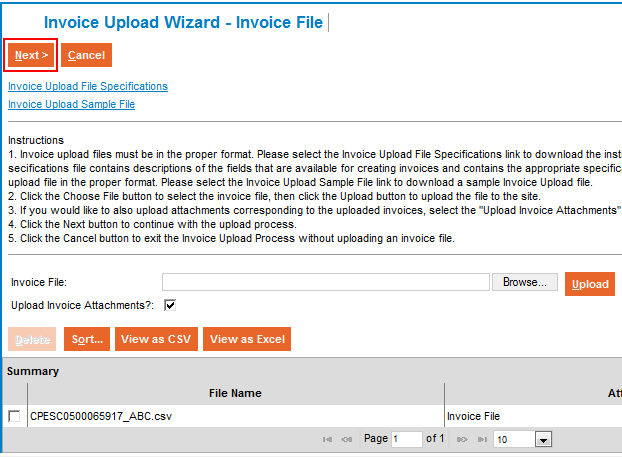 Invoice Upload Wizard - Invoice File
Next > Cancel
Invoice Upload File Specifications
Invoice Upload Sample File
Instructions
1. Invoice upload files must be in the proper format. Please select the Invoice Upload File Specifications link to download the inst
secifications file contains descriptions of the fields that are available for creating invoices and contains the appropriate specific
upload file in the proper format. Please select the Invoice Upload Sample File link to download a sample Invoice Upload file.
2. Click the Choose File button to select the invoice file, then click the Upload button to upload the file to the site.
3. If you would like to also upload attachments corresponding to the uploaded invoices, select the "Upload Invoice Attachments"
4. Click the Next button to continue with the upload process.
5. Click the Cancel button to exit the Invoice Upload Process without uploading an invoice file.
Invoice File: Browse... Upload
Upload Invoice Attachments?:
Delete Sort... View as CSV View as Excel
Summary
File Name Att
CPESC0500065917_ABC.csv Invoice File
Page 1 of 1 10